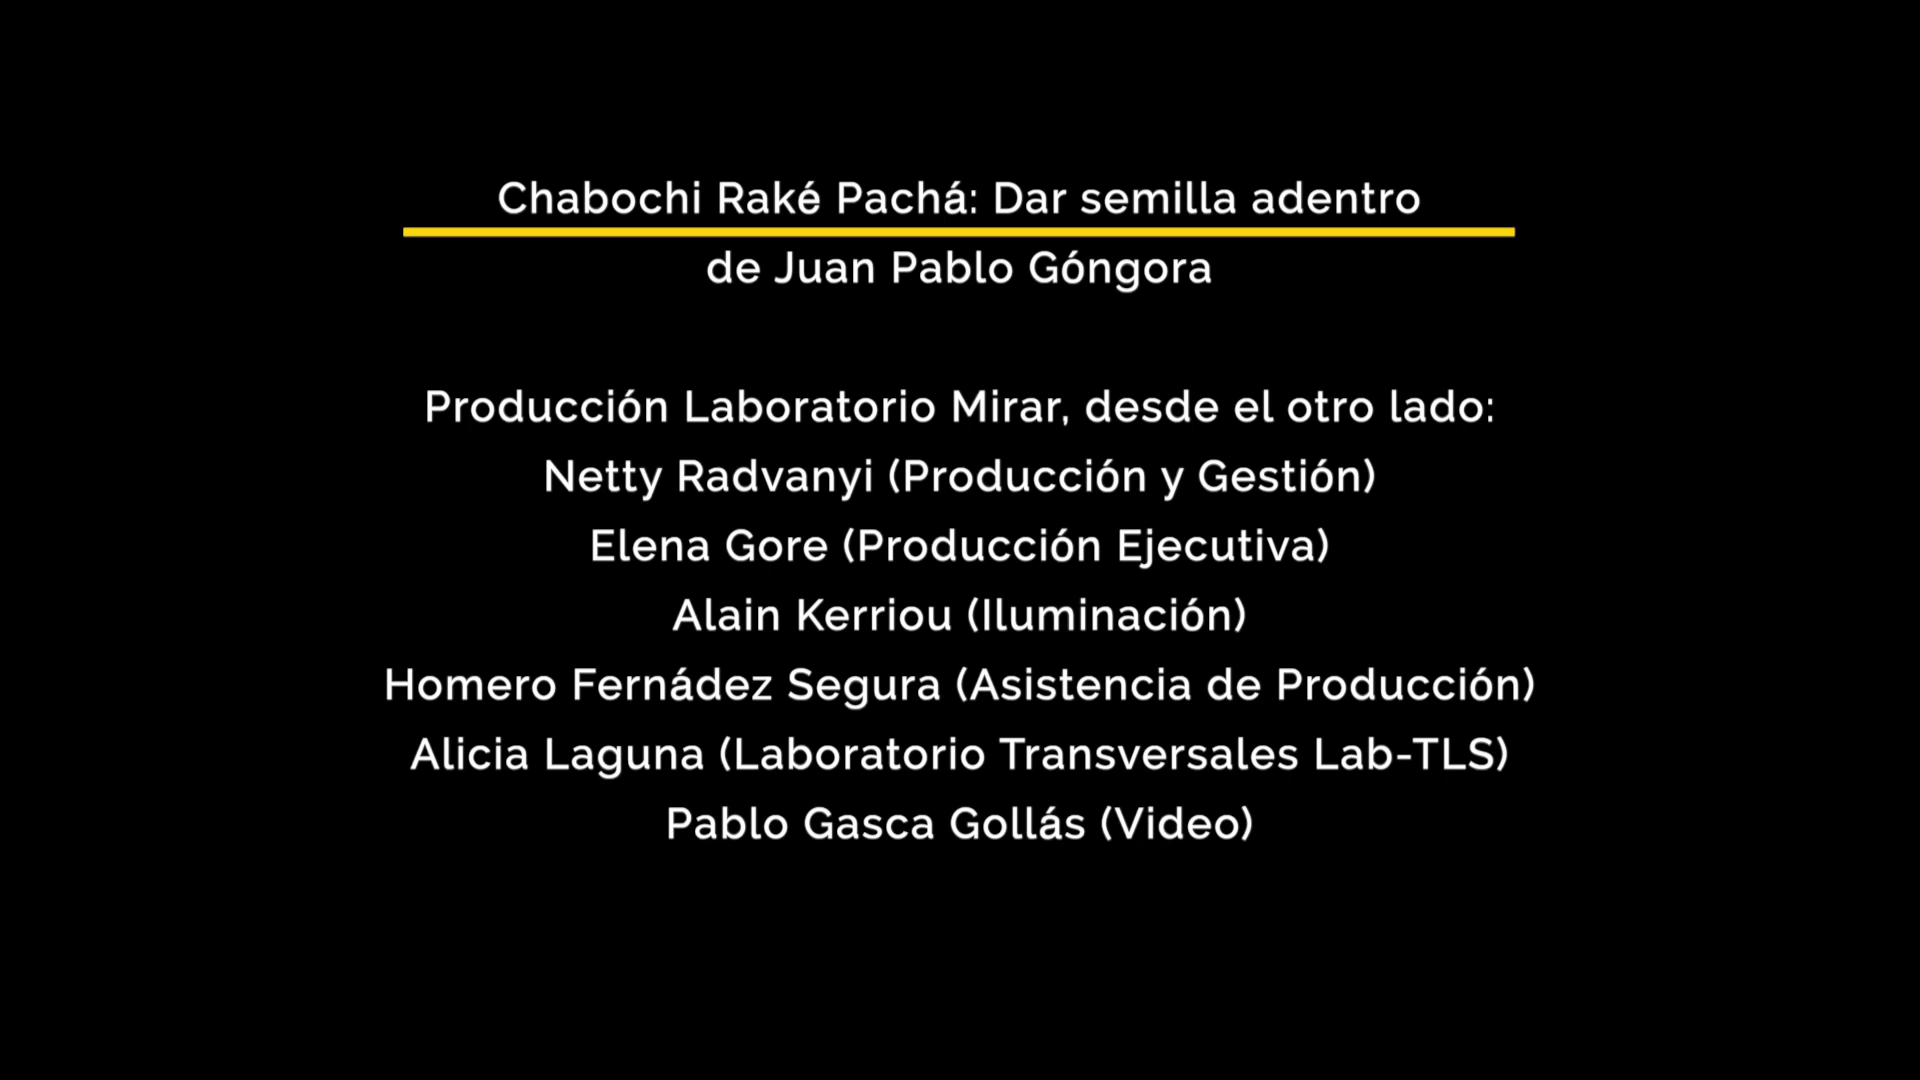 Chabochi Raké Pachá: Dar semilla adentro
de Juan Pablo Góngora
Producción Laboratorio Mirar, desde el otro lado:
Netty Radvanyi (Producción y Gestión)
Elena Gore (Producción Ejecutiva)
Alain Kerriou (Iluminación)
Homero Fernádez Segura (Asistencia de Producción)
Alicia Laguna (Laboratorio Transversales Lab-TLS)
Pablo Gasca Gollás (Video)